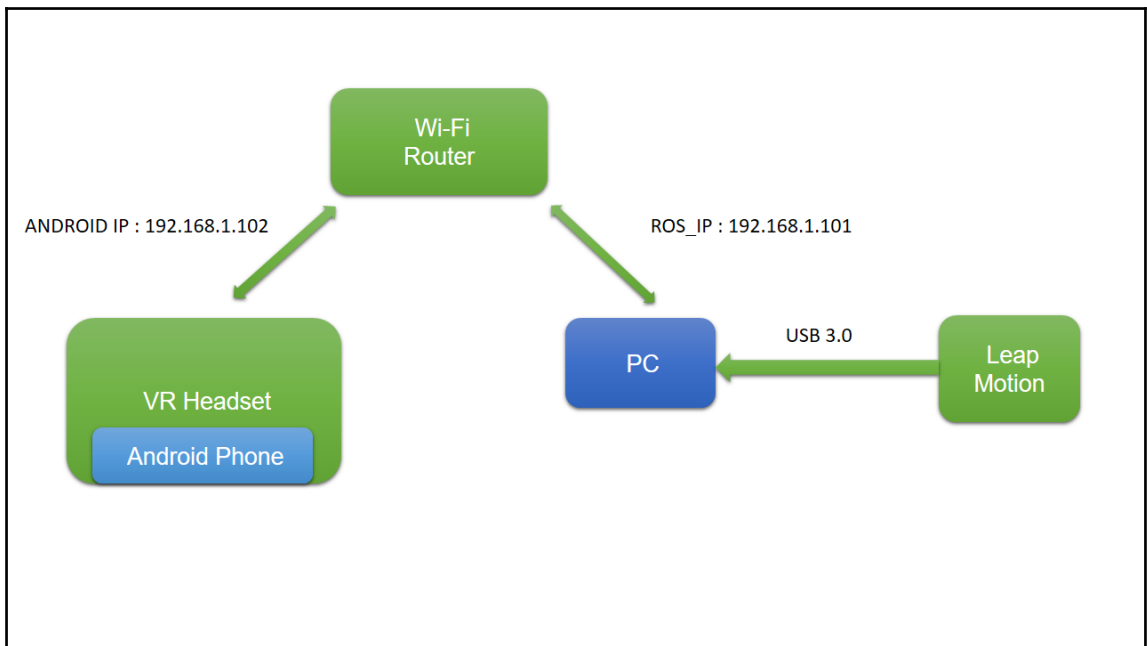 Wi-Fi
Router
ANDROID IP : 192.168.1.102
ROS_IP : 192.168.1.101
USB 3.0
PC
Leap
Motion
VR Headset
Android Phone